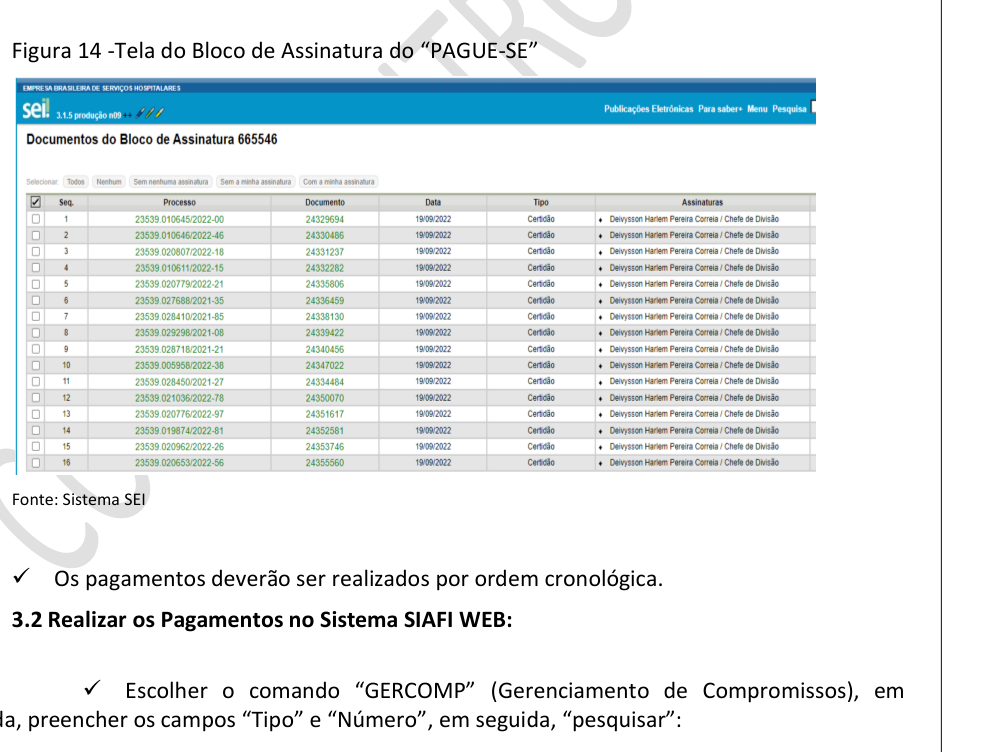 Figura 14 -Tela do Bloco de Assinatura do “PAGUE-SE”
EMPRESA BRASILEIRA DE SERVIÇOS HOSPITALARES
sei! 3.1.5 produção n09 Publicações Eletrônicas Para saber+ Menu Pesquisa
Documentos do Bloco de Assinatura 665546
Selecionar: Todos Nenhum Sem nenhuma assinatura Sem a minha assinatura Com a minha assinatura
Seq. Processo Documento Data Tipo Assinaturas
1 23539.010645/2022-00 24329694 19/09/2022 Certidão Deivysson Harlem Pereira Correia / Chefe de Divisão
2 23539.010646/2022-46 24330486 19/09/2022 Certidão Deivysson Harlem Pereira Correia / Chefe de Divisão
3 23539.020807/2022-18 24331237 19/09/2022 Certidão Deivysson Harlem Pereira Correia / Chefe de Divisão
4 23539.010611/2022-15 24332282 19/09/2022 Certidão Deivysson Harlem Pereira Correia / Chefe de Divisão
5 23539.020779/2022-21 24335806 19/09/2022 Certidão Deivysson Harlem Pereira Correia / Chefe de Divisão
6 23539.027688/2021-35 24336459 19/09/2022 Certidão Deivysson Harlem Pereira Correia / Chefe de Divisão
7 23539.028410/2021-85 24338130 19/09/2022 Certidão Deivysson Harlem Pereira Correia / Chefe de Divisão
8 23539.029298/2021-08 24339422 19/09/2022 Certidão Deivysson Harlem Pereira Correia / Chefe de Divisão
9 23539.028718/2021-21 24340456 19/09/2022 Certidão Deivysson Harlem Pereira Correia / Chefe de Divisão
10 23539.005958/2022-38 24347022 19/09/2022 Certidão Deivysson Harlem Pereira Correia / Chefe de Divisão
11 23539.028450/2021-27 24334484 19/09/2022 Certidão Deivysson Harlem Pereira Correia / Chefe de Divisão
12 23539.021036/2022-78 24350070 19/09/2022 Certidão Deivysson Harlem Pereira Correia / Chefe de Divisão
13 23539.020776/2022-97 24351617 19/09/2022 Certidão Deivysson Harlem Pereira Correia / Chefe de Divisão
14 23539.019874/2022-81 24352581 19/09/2022 Certidão Deivysson Harlem Pereira Correia / Chefe de Divisão
15 23539.020962/2022-26 24353746 19/09/2022 Certidão Deivysson Harlem Pereira Correia / Chefe de Divisão
16 23539.020653/2022-56 24355560 19/09/2022 Certidão Deivysson Harlem Pereira Correia / Chefe de Divisão
Fonte: Sistema SEI
✓ Os pagamentos deverão ser realizados por ordem cronológica.
3.2 Realizar os Pagamentos no Sistema SIAFI WEB:
✓ Escolher o comando “GERCOMP” (Gerenciamento de Compromissos), em
da, preencher os campos “Tipo” e “Número”, em seguida, “pesquisar”: